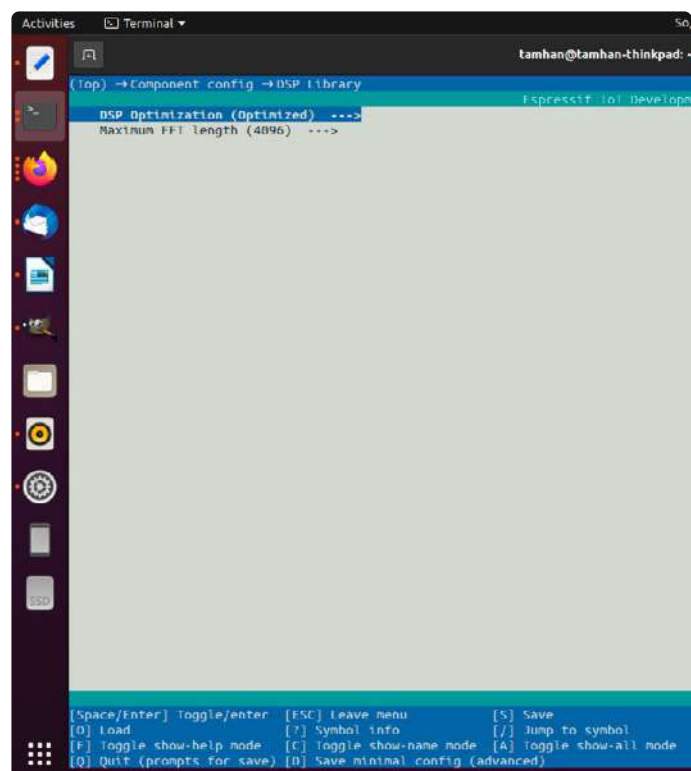 Activities Terminal ▾ So,
tamhan@tamhan-thinkpad: ~
(Top) → Component config → DSP Library
Espressif IoT Developm
DSP Optimization (Optimized) --->
Maximum FFT length (4096) --->
SSD
[Space/Enter] Toggle/enter [ESC] Leave menu [S] Save
[O] Load [?] Symbol info [/] Jump to symbol
[F] Toggle show-help mode [C] Toggle show-name mode [A] Toggle show-all mode
[Q] Quit (prompts for save) [D] Save minimal config (advanced)